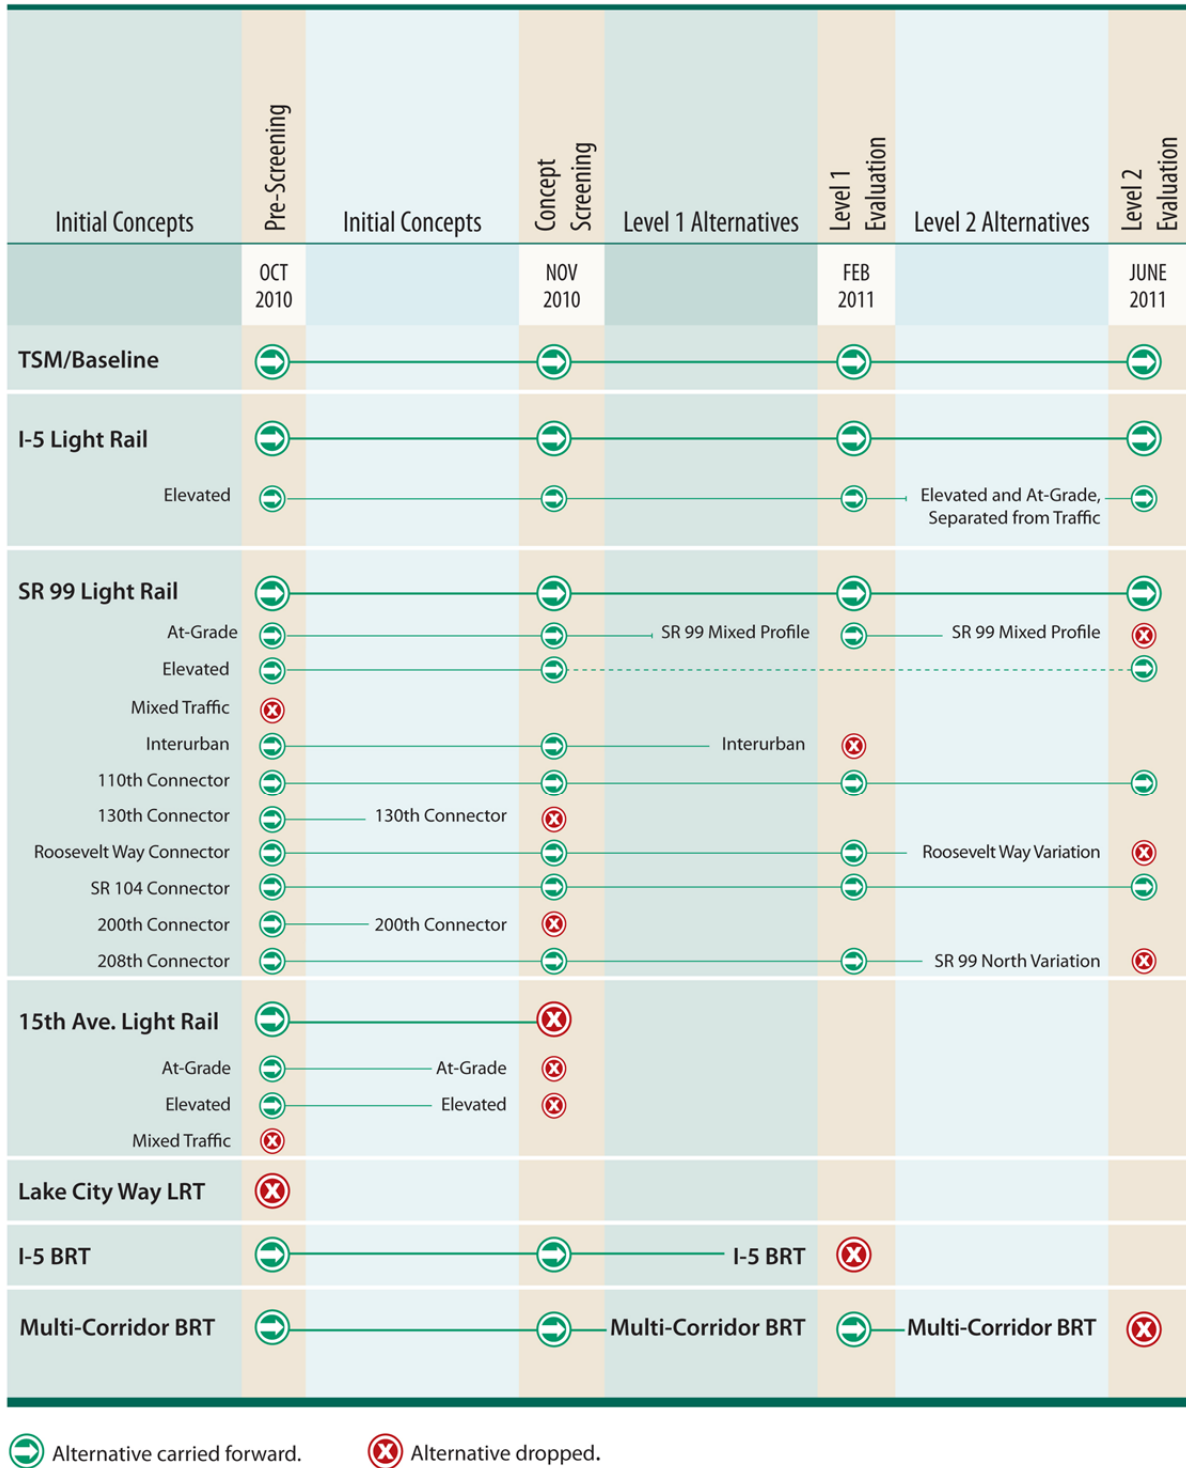 Initial Concepts
Pre-Screening
Initial Concepts
Concept
Screening
Level 1 Alternatives
Level 1
Evaluation
Level 2 Alternatives
Level 2
Evaluation
OCT
2010
NOV
2010
FEB
2011
JUNE
2011
TSM/Baseline
I-5 Light Rail
Elevated
Elevated and At-Grade,
Separated from Traffic
SR 99 Light Rail
At-Grade
SR 99 Mixed Profile
SR 99 Mixed Profile
Elevated
Mixed Traffic
Interurban
Interurban
110th Connector
130th Connector
130th Connector
Roosevelt Way Connector
Roosevelt Way Variation
SR 104 Connector
200th Connector
200th Connector
208th Connector
SR 99 North Variation
15th Ave. Light Rail
At-Grade
At-Grade
Elevated
Elevated
Mixed Traffic
Lake City Way LRT
I-5 BRT
I-5 BRT
Multi-Corridor BRT
Multi-Corridor BRT
Multi-Corridor BRT
Alternative carried forward.
Alternative dropped.